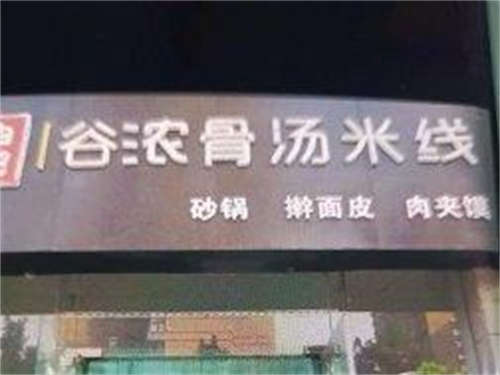 谷浓骨汤米线
砂锅 擀面皮 肉夹馍